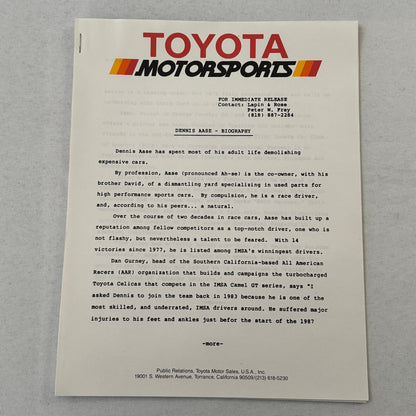 TOYOTA
MOTORSPORTS
FOR IMMEDIATE RELEASE
Contact: Lapin & Rose
Peter W. Frey
(818) 987-2284
DENNIS AASE - BIOGRAPHY
Dennis Aase has spent most of his adult life demolishing
expensive cars.
By profession, Aase (pronounced Ah-se) is the co-owner, with his
brother David, of a dismantling yard specializing in used parts for
high performance sports cars. By compulsion, he is a race driver,
and, according to his peers... a natural.
Over the course of two decades in race cars, Aase has built up a
reputation among fellow competitors as a top-notch driver, one who is
not flashy, but nevertheless a talent to be feared. With 14
victories since 1977, he is listed among IMSA's winningest drivers.
Dan Gurney, head of the Southern California-based All American
Racers (AAR) organization that builds and campaigns the turbocharged
Toyota Celicas that compete in the IMSA Camel GT series, says "I
asked Dennis to join the team back in 1983 because he is one of the
most skilled, and underrated, IMSA drivers around. He suffered major
injuries to his feet and ankles just befor the start of the 1987
-more-
Public Relations, Toyota Motor Sales, U.S.A., Inc.
19001 S. Western Avenue, Torrance, California 90509/(213) 618-5230